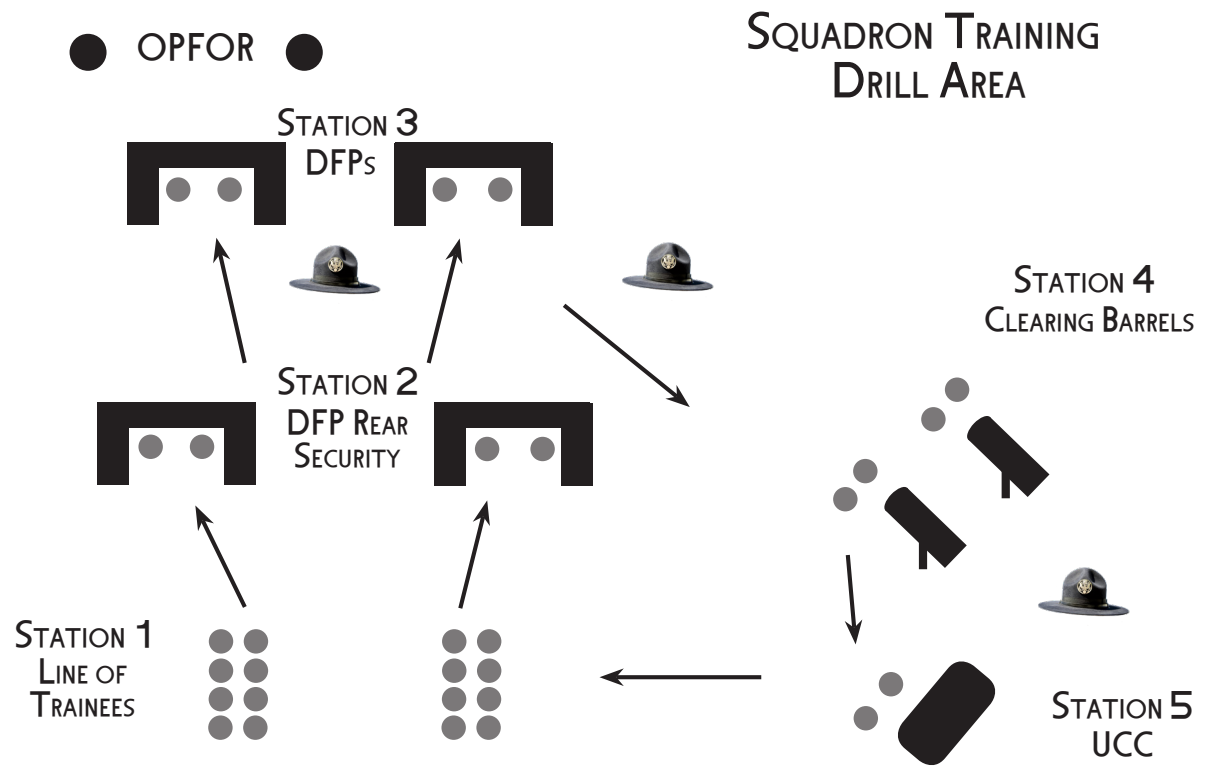 OPFOR
SQUADRON TRAINING
DRILL AREA
STATION 3
DFPS
STATION 4
CLEARING BARRELS
STATION 2
DFP REAR
SECURITY
STATION 1
LINE OF
TRAINEES
STATION 5
UCC